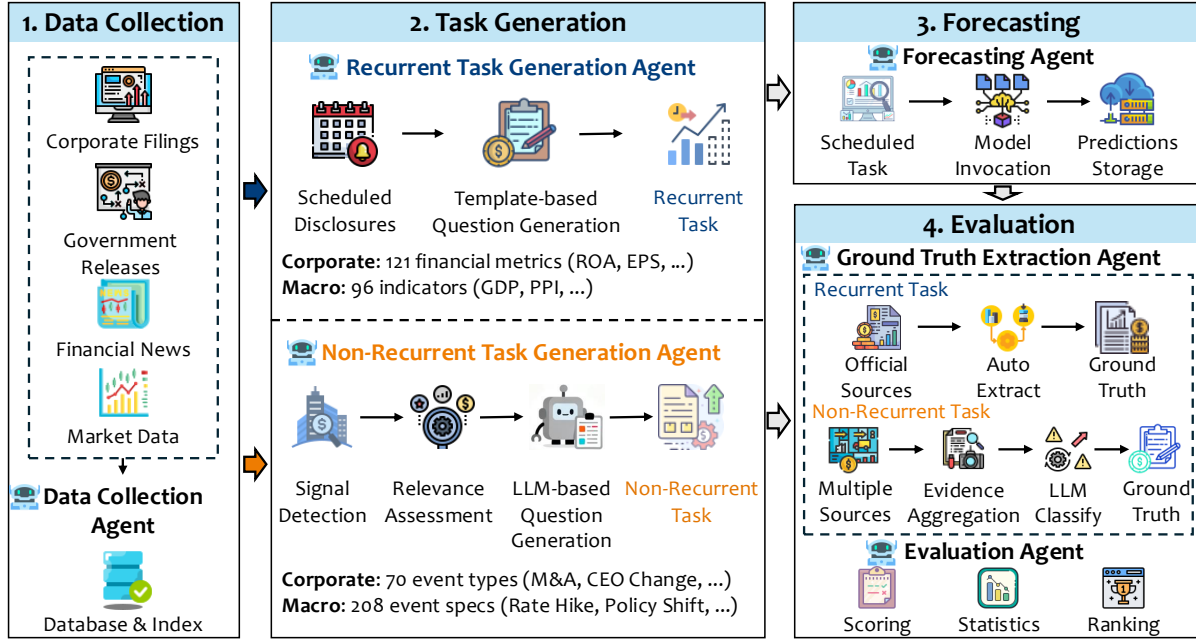 1. Data Collection
Corporate Filings
Government
Releases
Financial News
Market Data
Data Collection
Agent
Database & Index
2. Task Generation
Recurrent Task Generation Agent
Scheduled
Disclosures
Template-based
Question Generation
Recurrent
Task
Corporate: 121 financial metrics (ROA, EPS, ...)
Macro: 96 indicators (GDP, PPI, ...)
Non-Recurrent Task Generation Agent
Signal
Detection
Relevance
Assessment
LLM-based
Question
Generation
Non-Recurrent
Task
Corporate: 70 event types (M&A, CEO Change, ...)
Macro: 208 event specs (Rate Hike, Policy Shift, ...)
3. Forecasting
Forecasting Agent
Scheduled
Task
Model
Invocation
Predictions
Storage
4. Evaluation
Ground Truth Extraction Agent
Recurrent Task
Official
Sources
Auto
Extract
Ground
Truth
Non-Recurrent Task
Multiple
Sources
Evidence
Aggregation
LLM
Classify
Ground
Truth
Evaluation Agent
Scoring
Statistics
Ranking